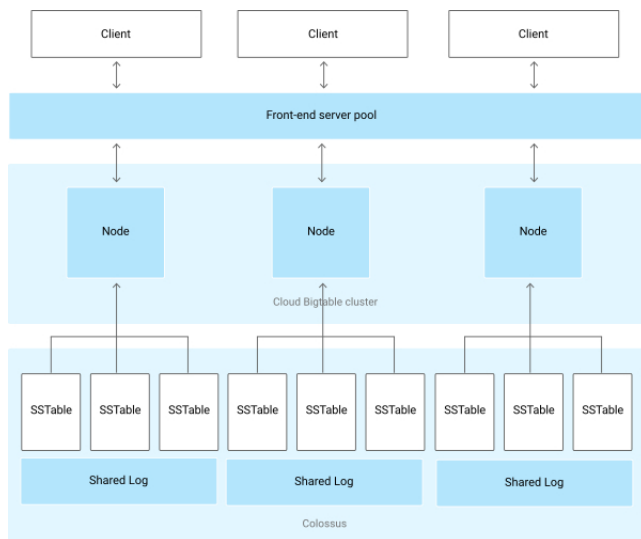 Client
Client
Client
Front-end server pool
Node
Node
Node
Cloud Bigtable cluster
SSTable
SSTable
SSTable
SSTable
SSTable
SSTable
SSTable
SSTable
SSTable
Shared Log
Shared Log
Shared Log
Colossus